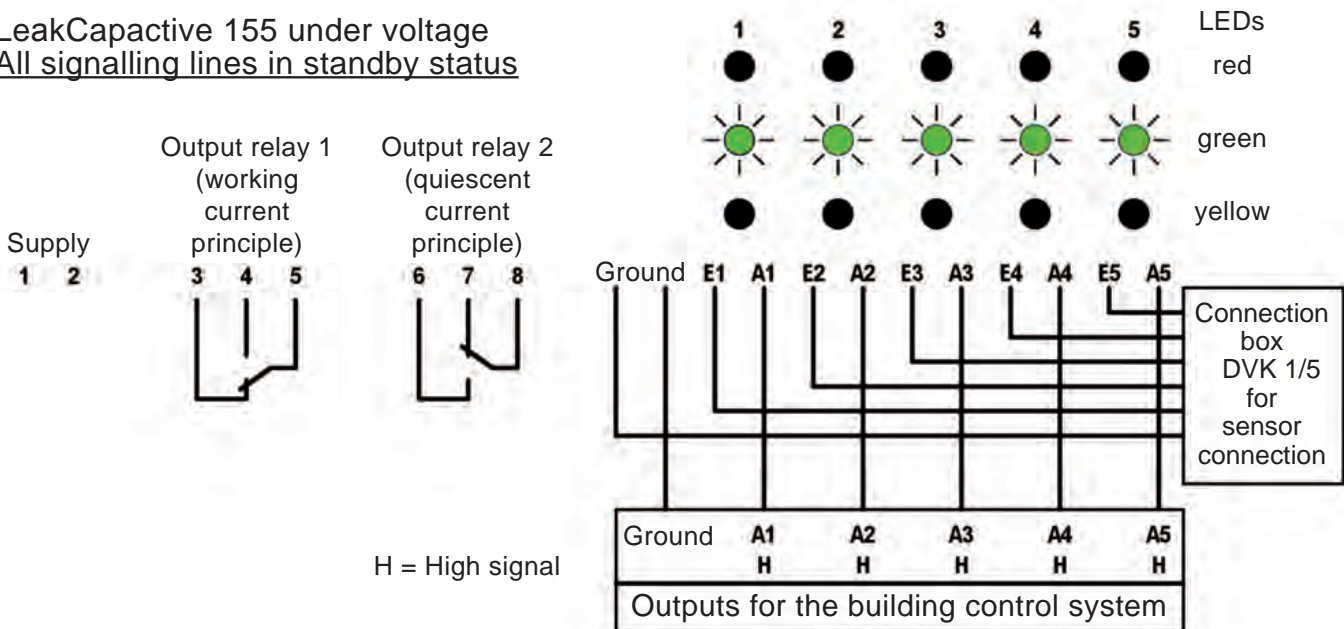 LeakCapactive 155 under voltage
All signalling lines in standby status
1 2 3 4 5
LEDs
red
green
yellow
Supply
1 2
Output relay 1
(working
current
principle)
3 4 5
Output relay 2
(quiescent
current
principle)
6 7 8
Ground E1 A1 E2 A2 E3 A3 E4 A4 E5 A5
Connection
box
DVK 1/5
for
sensor
connection
Ground A1 A2 A3 A4 A5
H H H H H
H = High signal
Outputs for the building control system